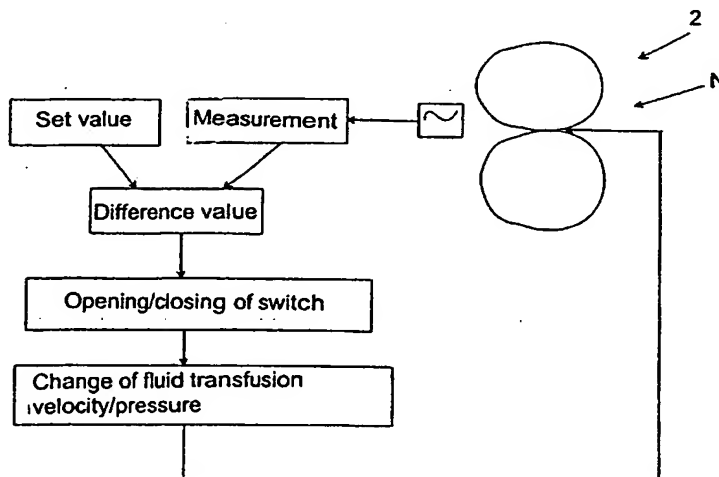 2
N
Set value
Measurement
Difference value
Opening/closing of switch
Change of fluid transfusion
velocity/pressure